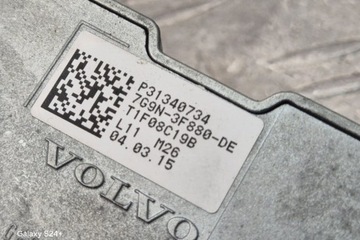 P31340734
7G9N-3F880-DE
T1F08C19B
L11 M26
04.03.15
VOLVO
Galaxy S24+